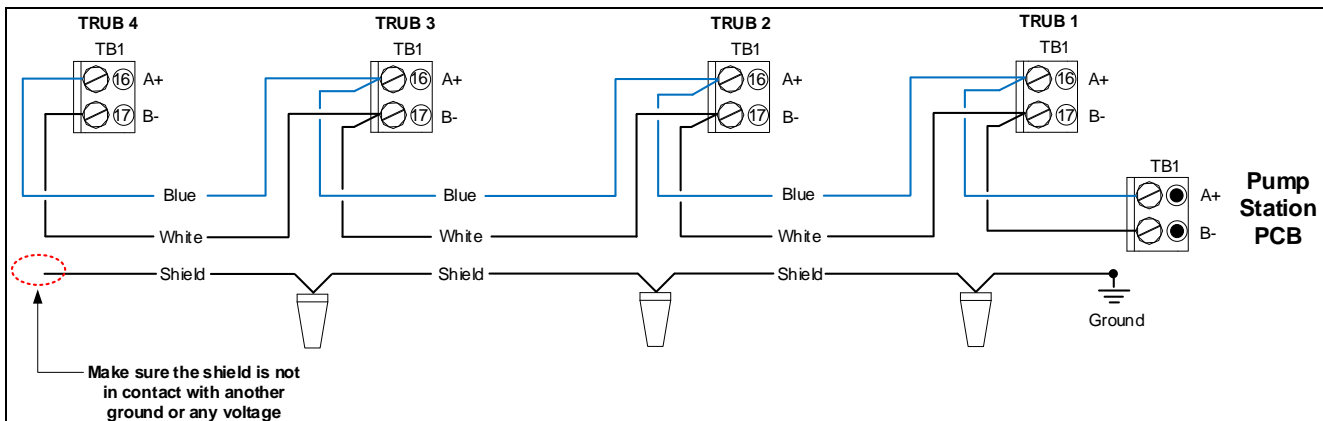 TRUB 4
TRUB 3
TRUB 2
TRUB 1
TB1
TB1
TB1
TB1
16 A+
16 A+
16 A+
16 A+
17 B-
17 B-
17 B-
17 B-
TB1
A+
B-
Pump
Station
PCB
Blue
Blue
Blue
White
White
White
Shield
Shield
Shield
Ground
Make sure the shield is not
in contact with another
ground or any voltage